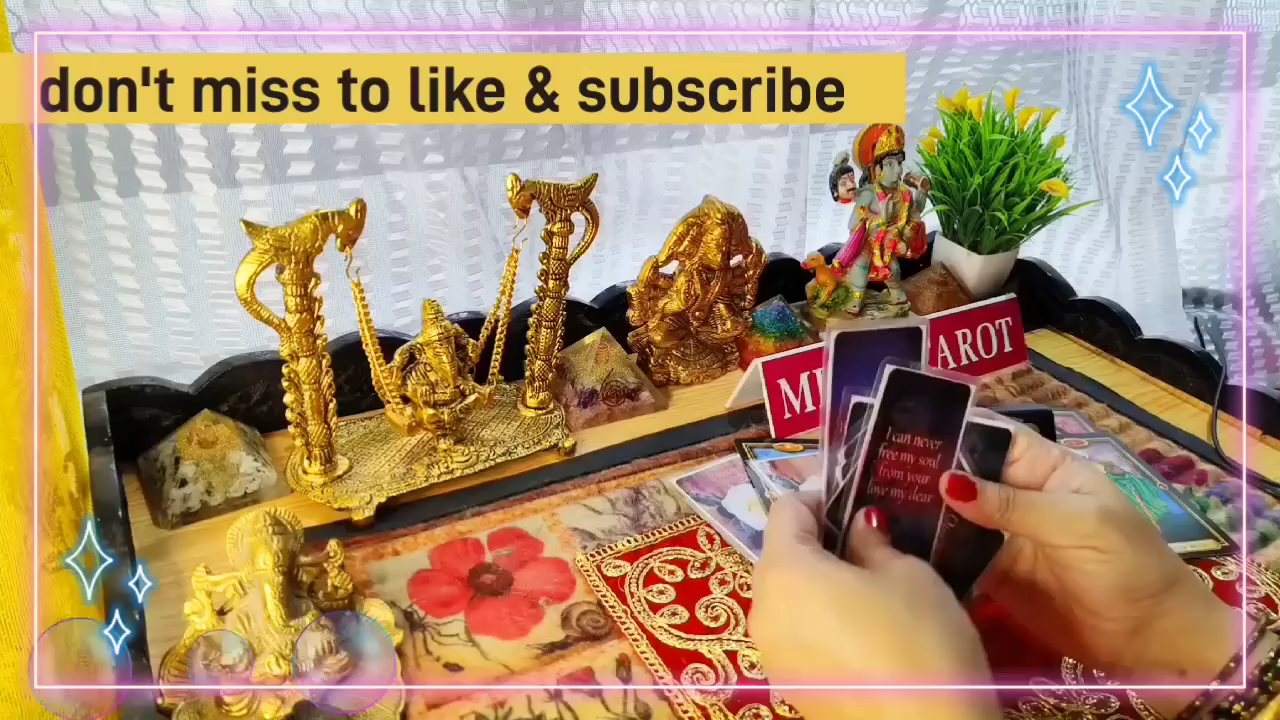 don't miss to like & subscribe
AROT
I can never
free my soul
from your
love my dear